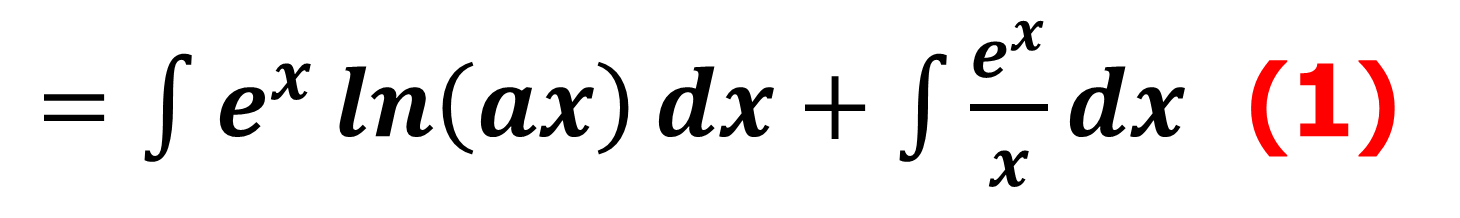 = ∫ eˣ ln(ax) dx + ∫ eˣ/x dx (1)